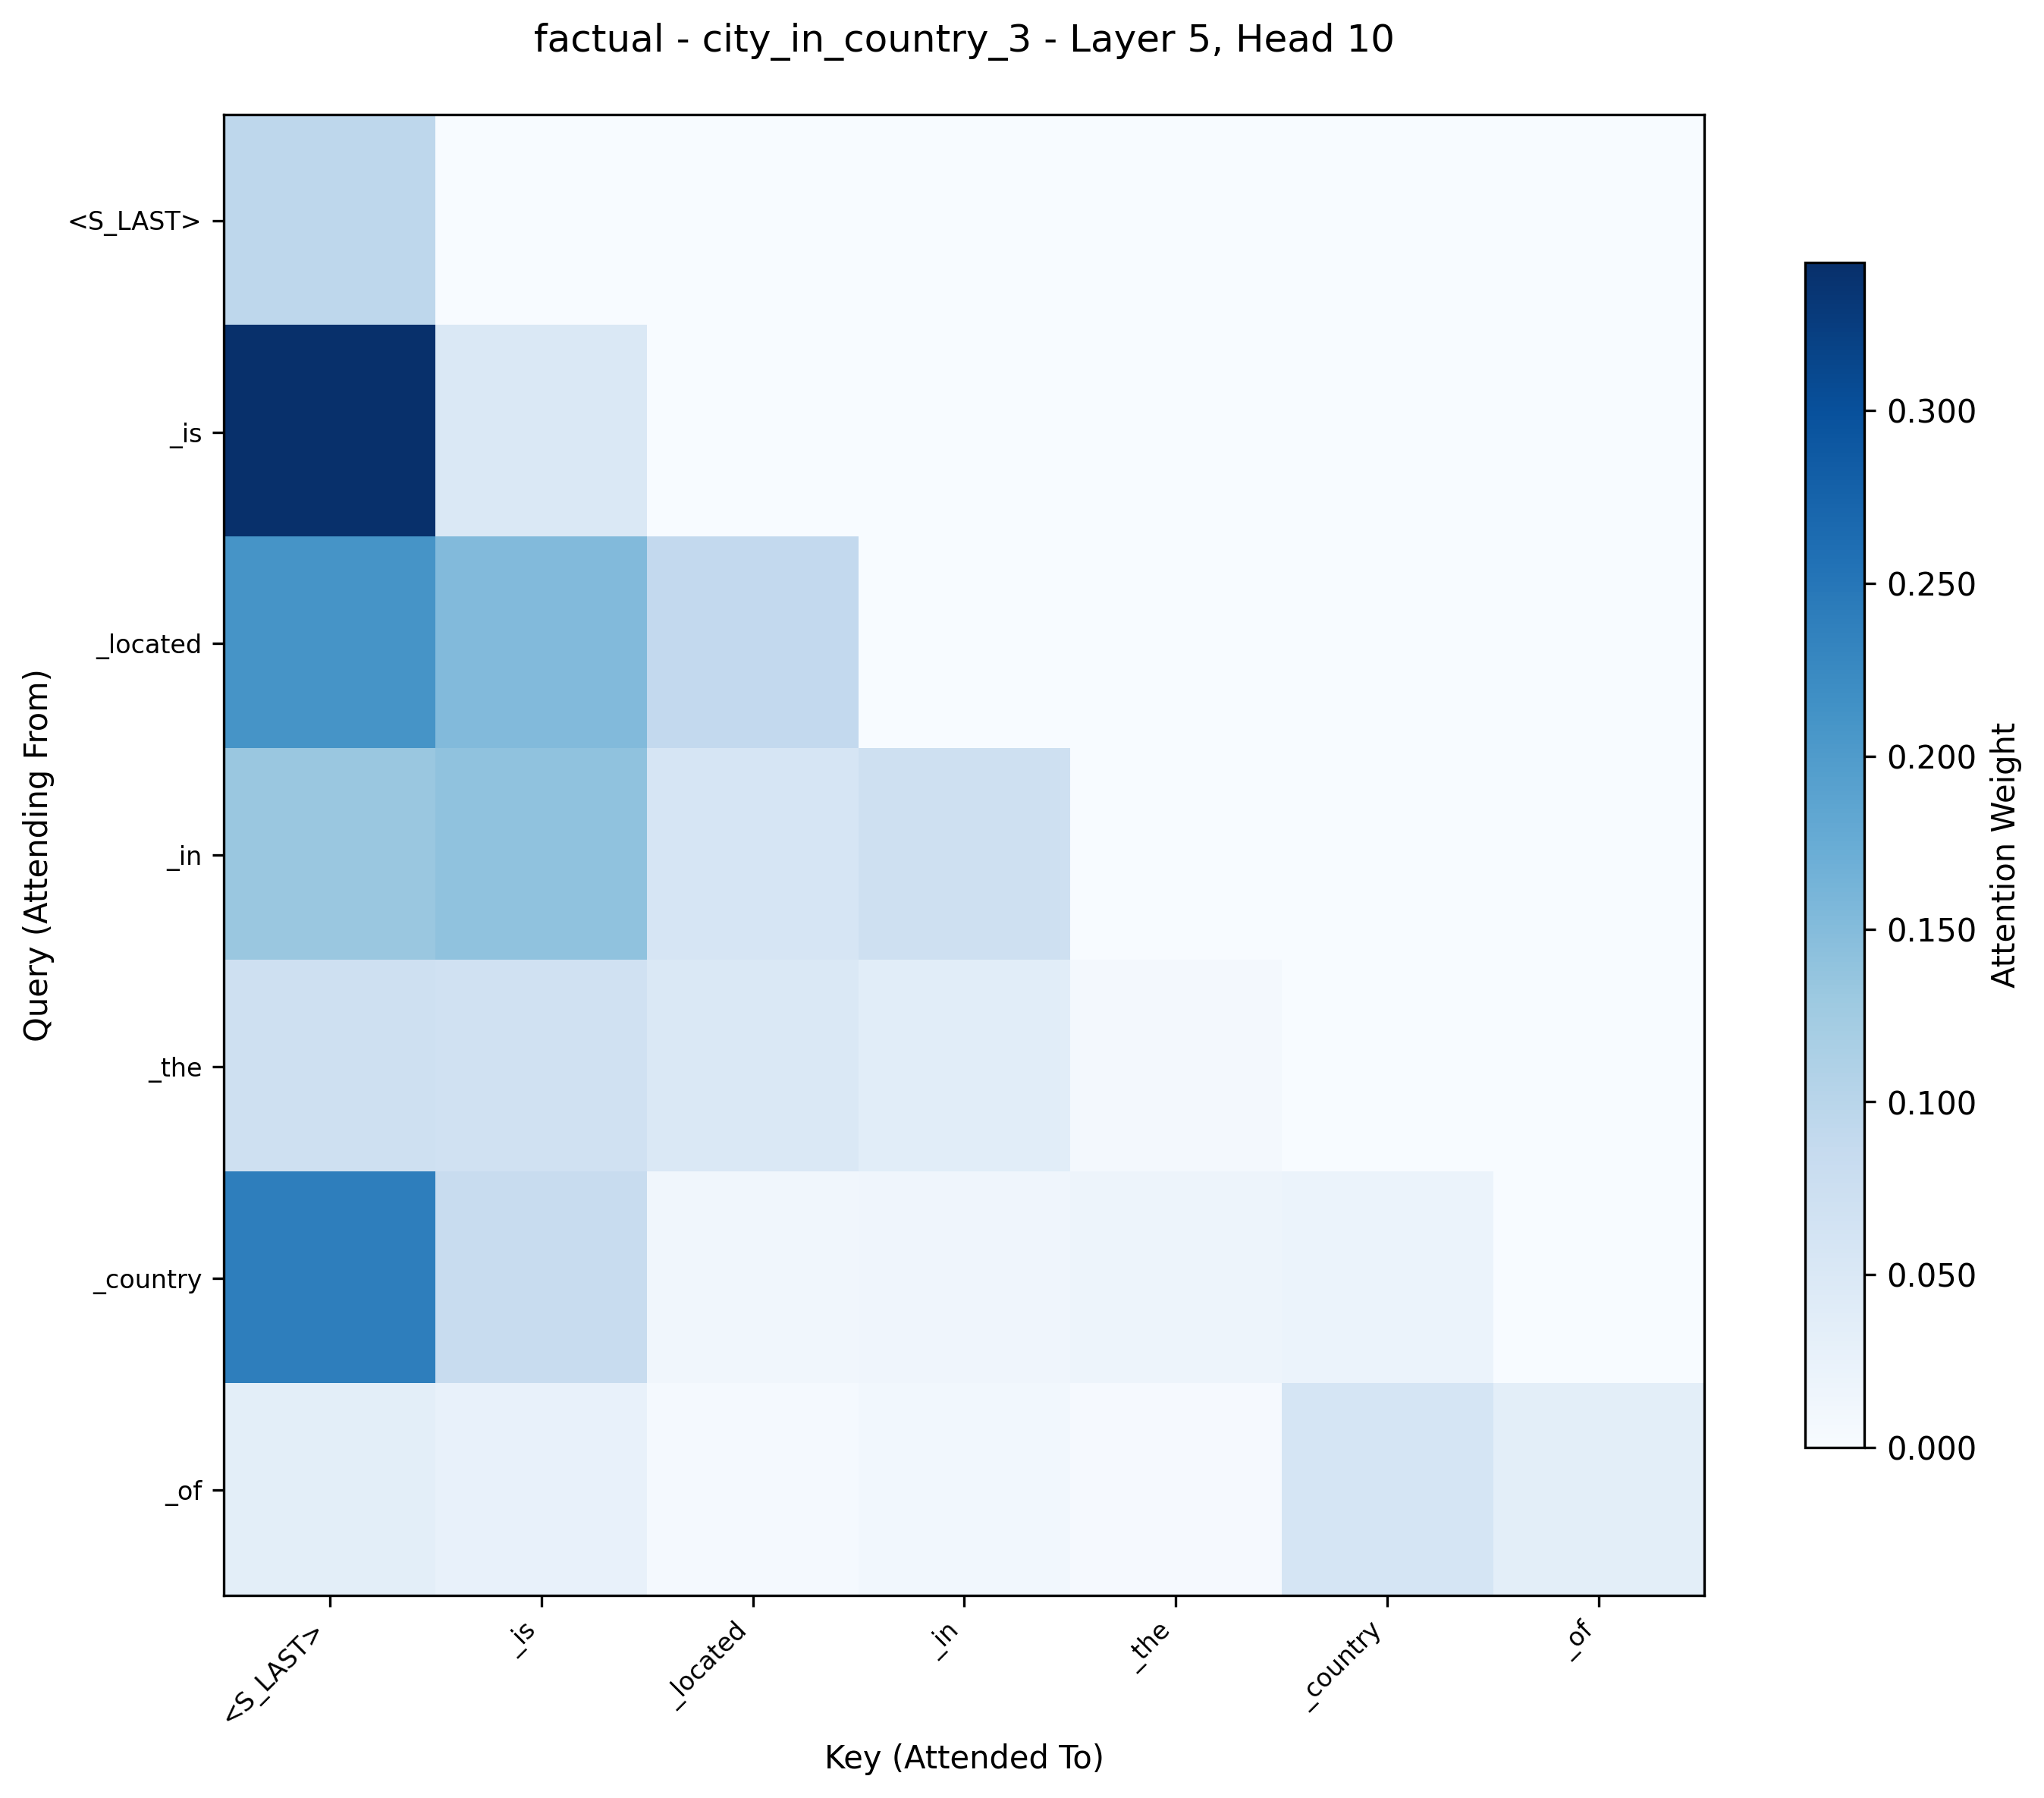 factual - city_in_country_3 - Layer 5, Head 10
Query (Attending From)
<S_LAST>
_is
_located
_in
_the
_country
_of
<S_LAST>
_is
_located
_in
_the
_country
_of
Key (Attended To)
0.300
0.250
0.200
0.150
0.100
0.050
0.000
Attention Weight